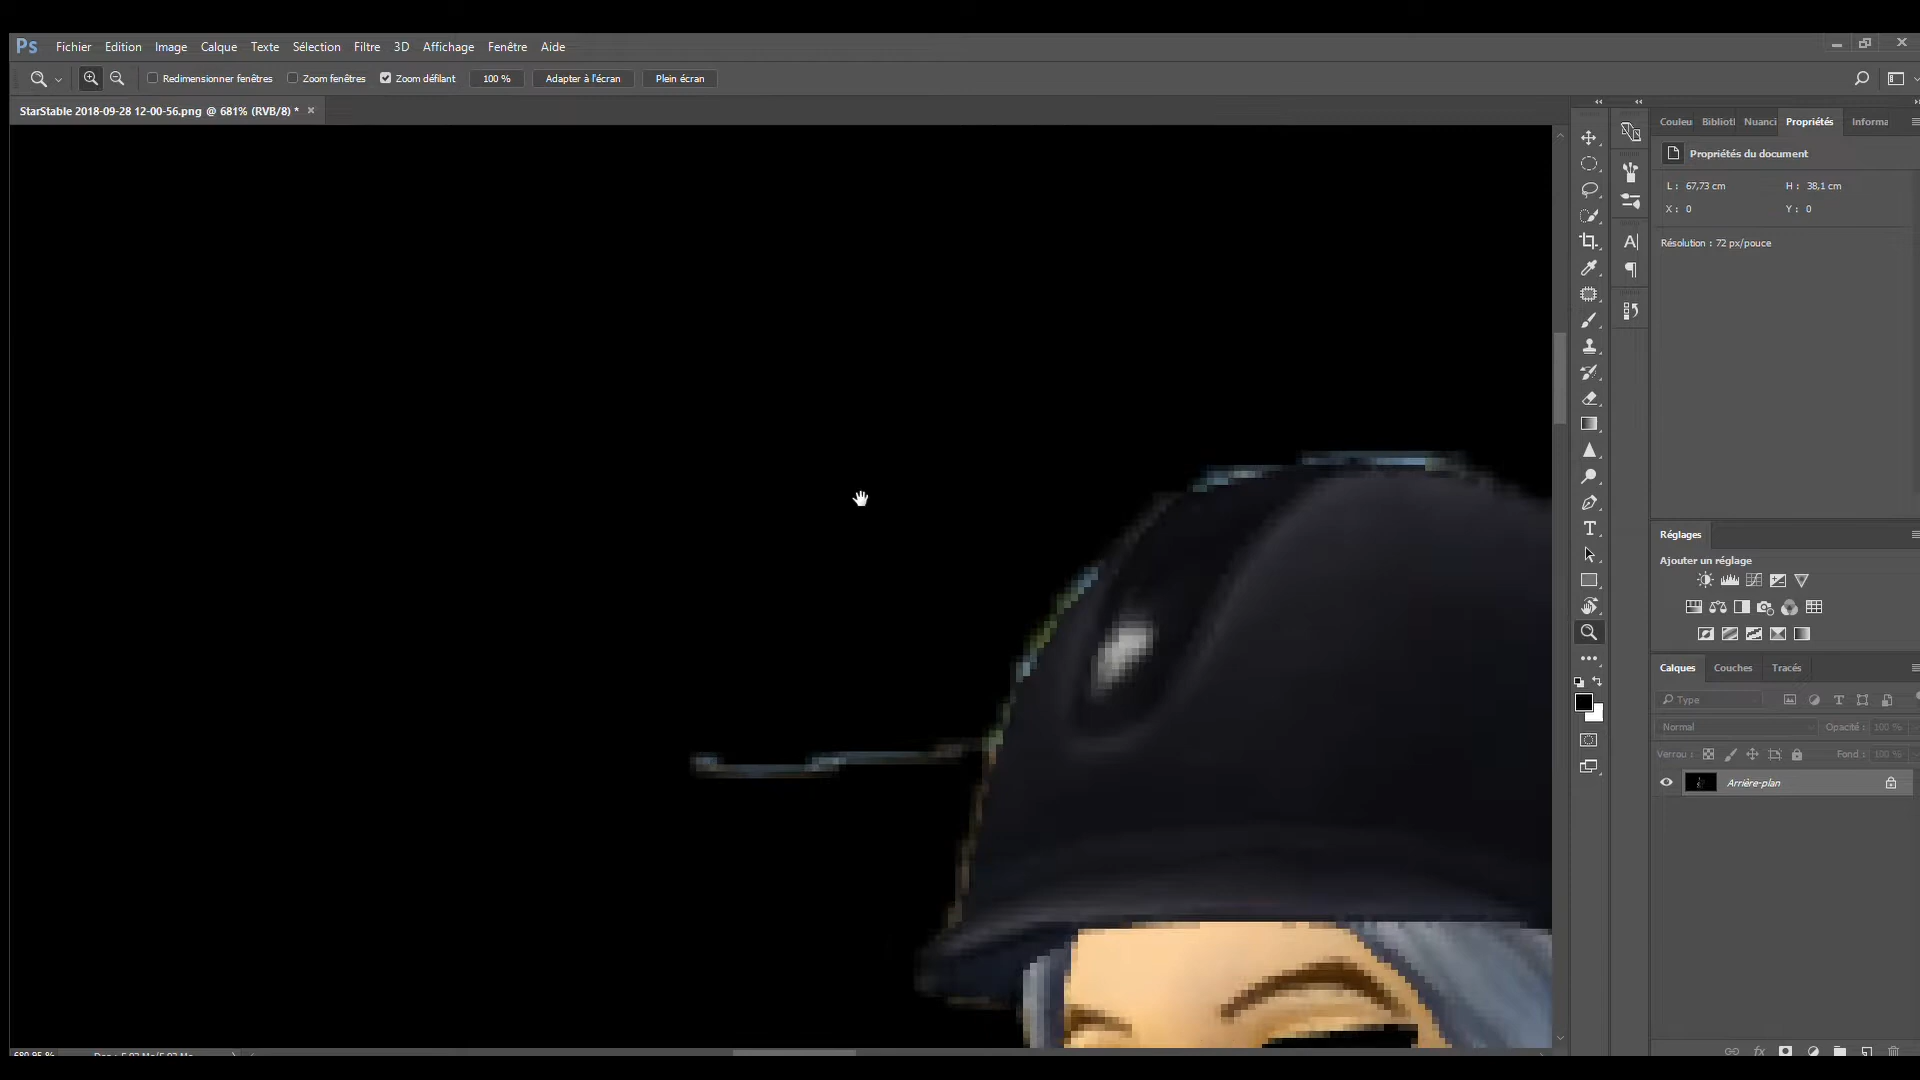 Ps Fichier Edition Image Calque Texte Sélection Filtre 3D Affichage Fenêtre Aide
Redimensionner fenêtres Zoom fenêtres Zoom défilant 100 % Adapter à l'écran Plein écran
StarStable 2018-09-28 12-00-56.png @ 681% (RVB/8) *
Couleu Bibliotl Nuanci Propriétés Informa
Propriétés du document
L : 67,73 cm H : 38,1 cm
X : 0 Y : 0
Résolution : 72 px/pouce
Réglages
Ajouter un réglage
Calques Couches Tracés
Type
Normal Opacité : 100 %
Verrou : Fond : 100 %
Arrière-plan
fx